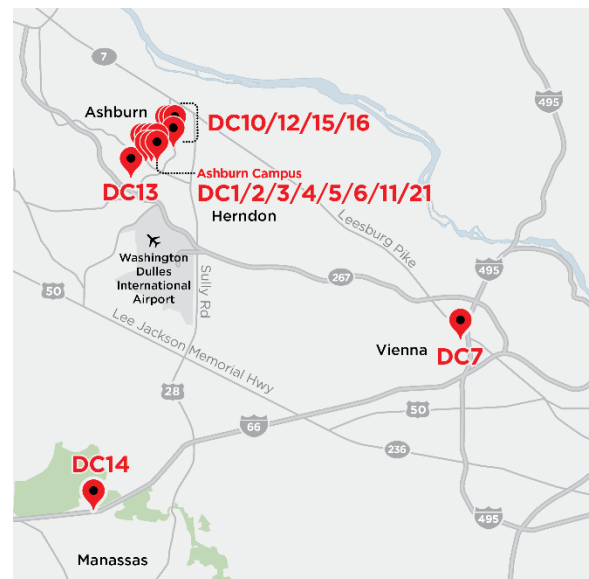 7
495
Ashburn
DC10/12/15/16
Ashburn Campus
DC13
DC1/2/3/4/5/6/11/21
Herndon
Leesburg Pike
Washington
Dulles
International
Airport
Sully Rd
495
267
50
Lee Jackson Memorial Hwy
Vienna
DC7
28
50
66
236
DC14
495
Manassas